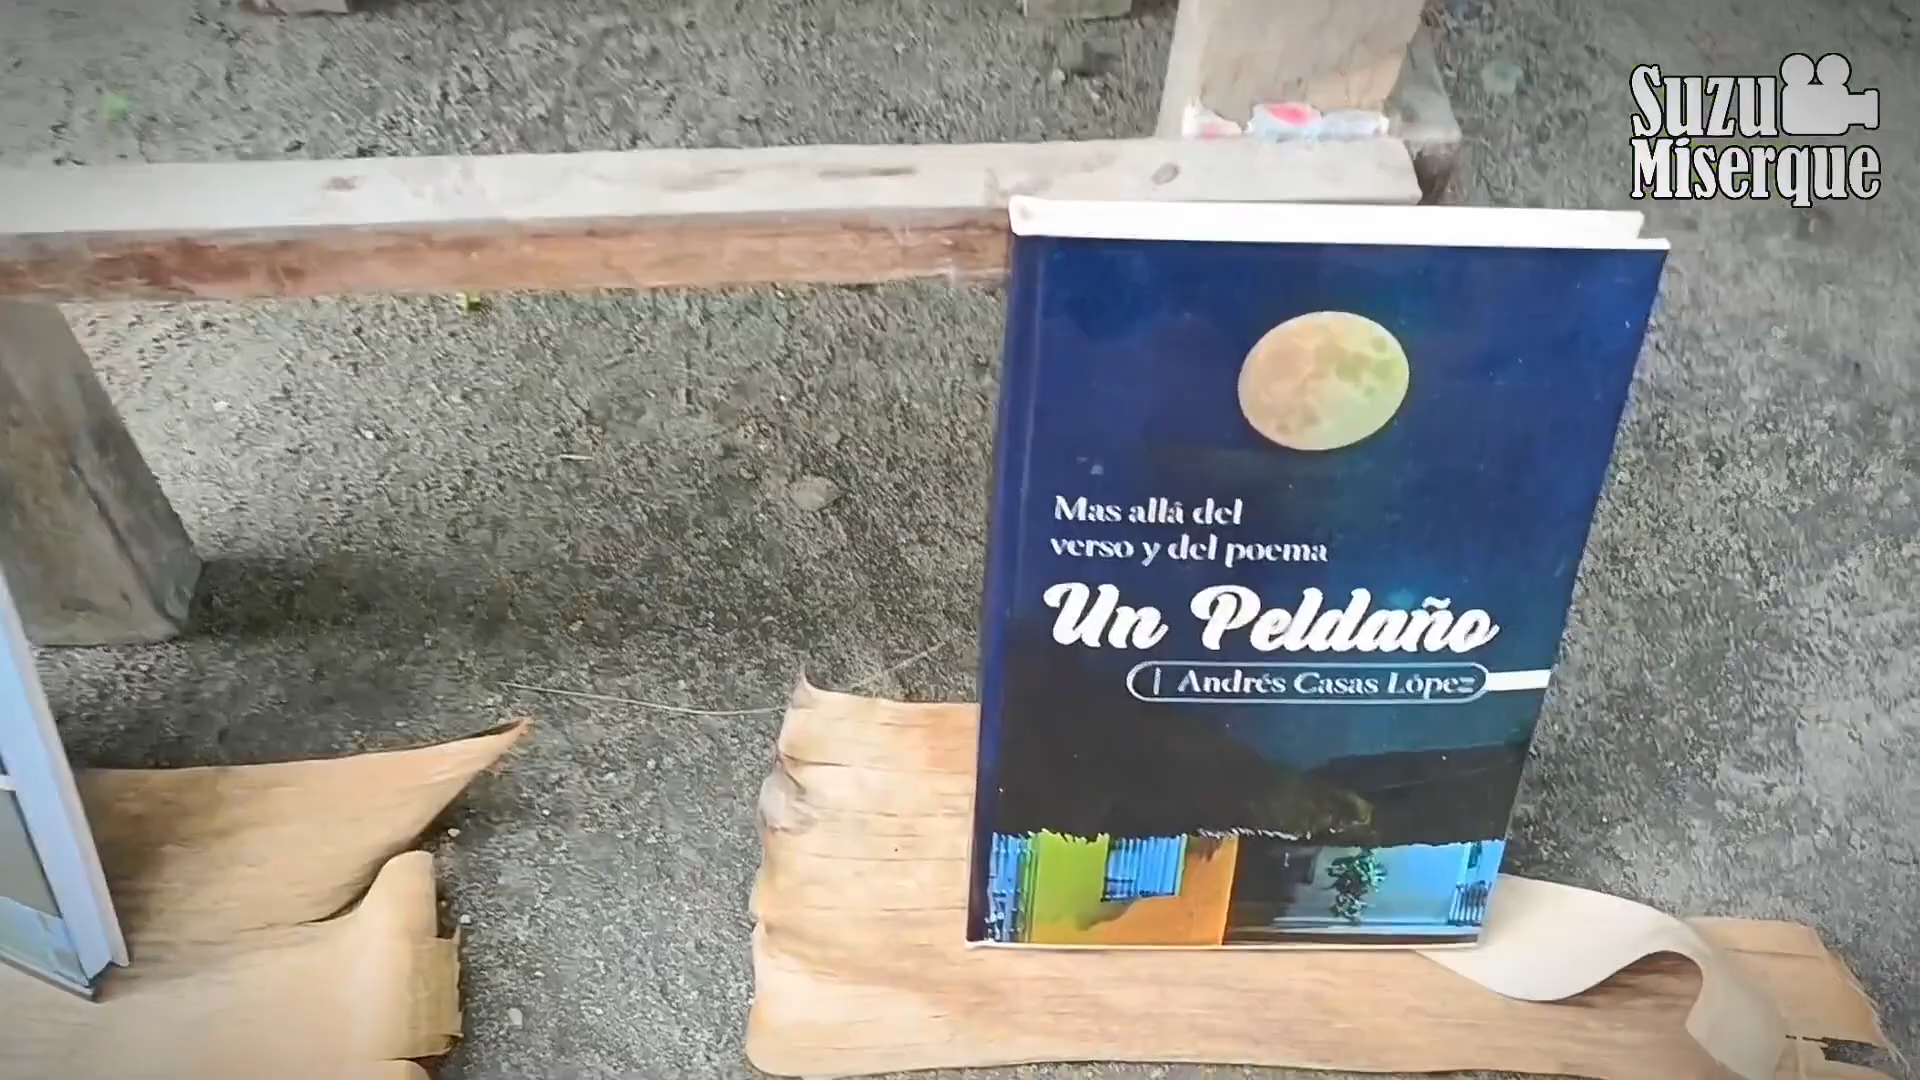 Suzu
Miserque
Mas allá del
verso y del poema
Un Peldaño
Andrés Casas López